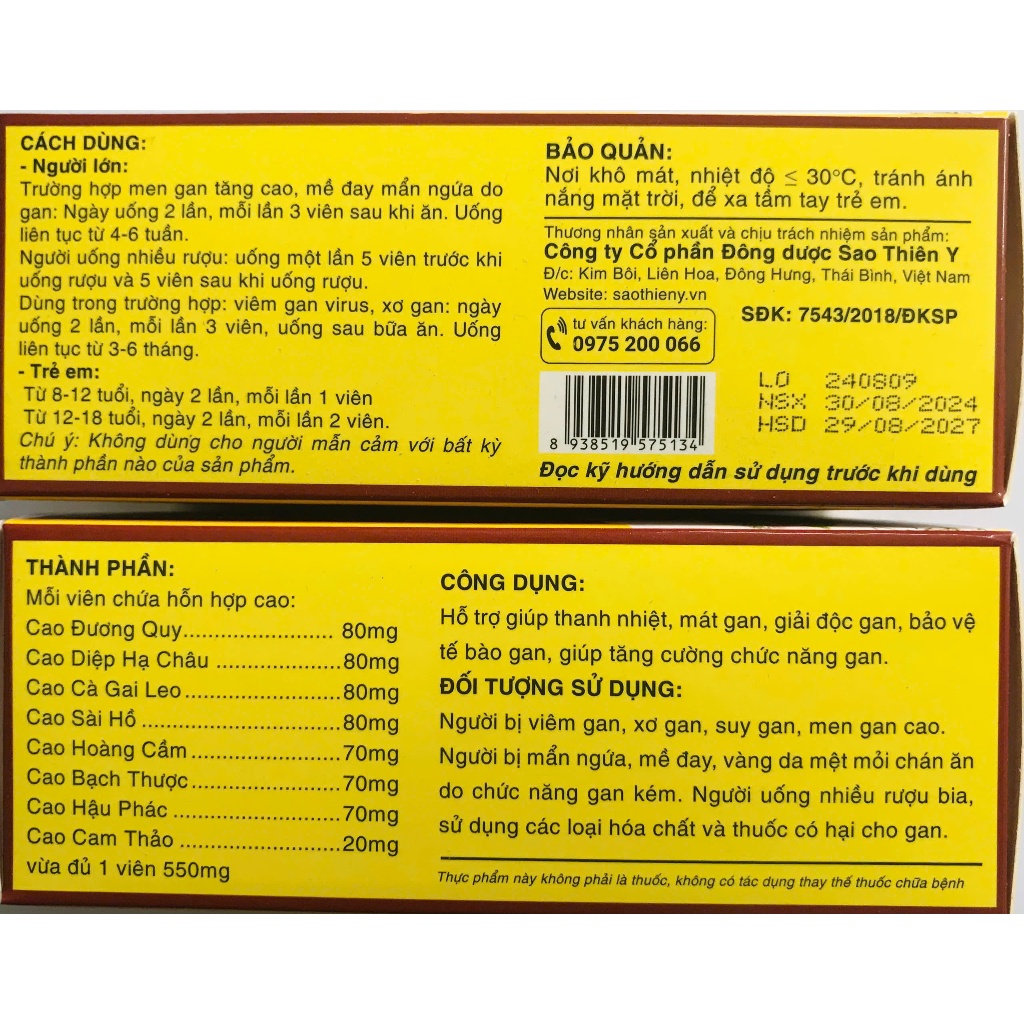 CÁCH DÙNG:
- Người lớn:
Trường hợp men gan tăng cao, mề đay mẩn ngứa do
gan: Ngày uống 2 lần, mỗi lần 3 viên sau khi ăn. Uống
liên tục từ 4-6 tuần.
Người uống nhiều rượu: uống một lần 5 viên trước khi
uống rượu và 5 viên sau khi uống rượu.
Dùng trong trường hợp: viêm gan virus, xơ gan: ngày
uống 2 lần, mỗi lần 3 viên, uống sau bữa ăn. Uống
liên tục từ 3-6 tháng.
- Trẻ em:
Từ 8-12 tuổi, ngày 2 lần, mỗi lần 1 viên
Từ 12-18 tuổi, ngày 2 lần, mỗi lần 2 viên.
Chú ý: Không dùng cho người mẫn cảm với bất kỳ
thành phần nào của sản phẩm.
BẢO QUẢN:
Nơi khô mát, nhiệt độ ≤ 30°C, tránh ánh
nắng mặt trời, để xa tầm tay trẻ em.
Thương nhân sản xuất và chịu trách nhiệm sản phẩm:
Công ty Cổ phần Đông dược Sao Thiên Y
Đ/c: Kim Bôi, Liên Hoa, Đông Hưng, Thái Bình, Việt Nam
Website: saothieny.vn
tư vấn khách hàng:
0975 200 066
SĐK: 7543/2018/ĐKSP
LO 240809
NSX 30/08/2024
HSD 29/08/2027
8 938519 575134
Đọc kỹ hướng dẫn sử dụng trước khi dùng
THÀNH PHẦN:
Mỗi viên chứa hỗn hợp cao:
Cao Đương Quy........................ 80mg
Cao Diệp Hạ Châu ....................80mg
Cao Cà Gai Leo.........................80mg
Cao Sài Hồ ................................80mg
Cao Hoàng Cầm........................70mg
Cao Bạch Thược........................70mg
Cao Hậu Phác ...........................70mg
Cao Cam Thảo ..........................20mg
vừa đủ 1 viên 550mg
CÔNG DỤNG:
Hỗ trợ giúp thanh nhiệt, mát gan, giải độc gan, bảo vệ
tế bào gan, giúp tăng cường chức năng gan.
ĐỐI TƯỢNG SỬ DỤNG:
Người bị viêm gan, xơ gan, suy gan, men gan cao.
Người bị mẩn ngứa, mề đay, vàng da mệt mỏi chán ăn
do chức năng gan kém. Người uống nhiều rượu bia,
sử dụng các loại hóa chất và thuốc có hại cho gan.
Thực phẩm này không phải là thuốc, không có tác dụng thay thế thuốc chữa bệnh